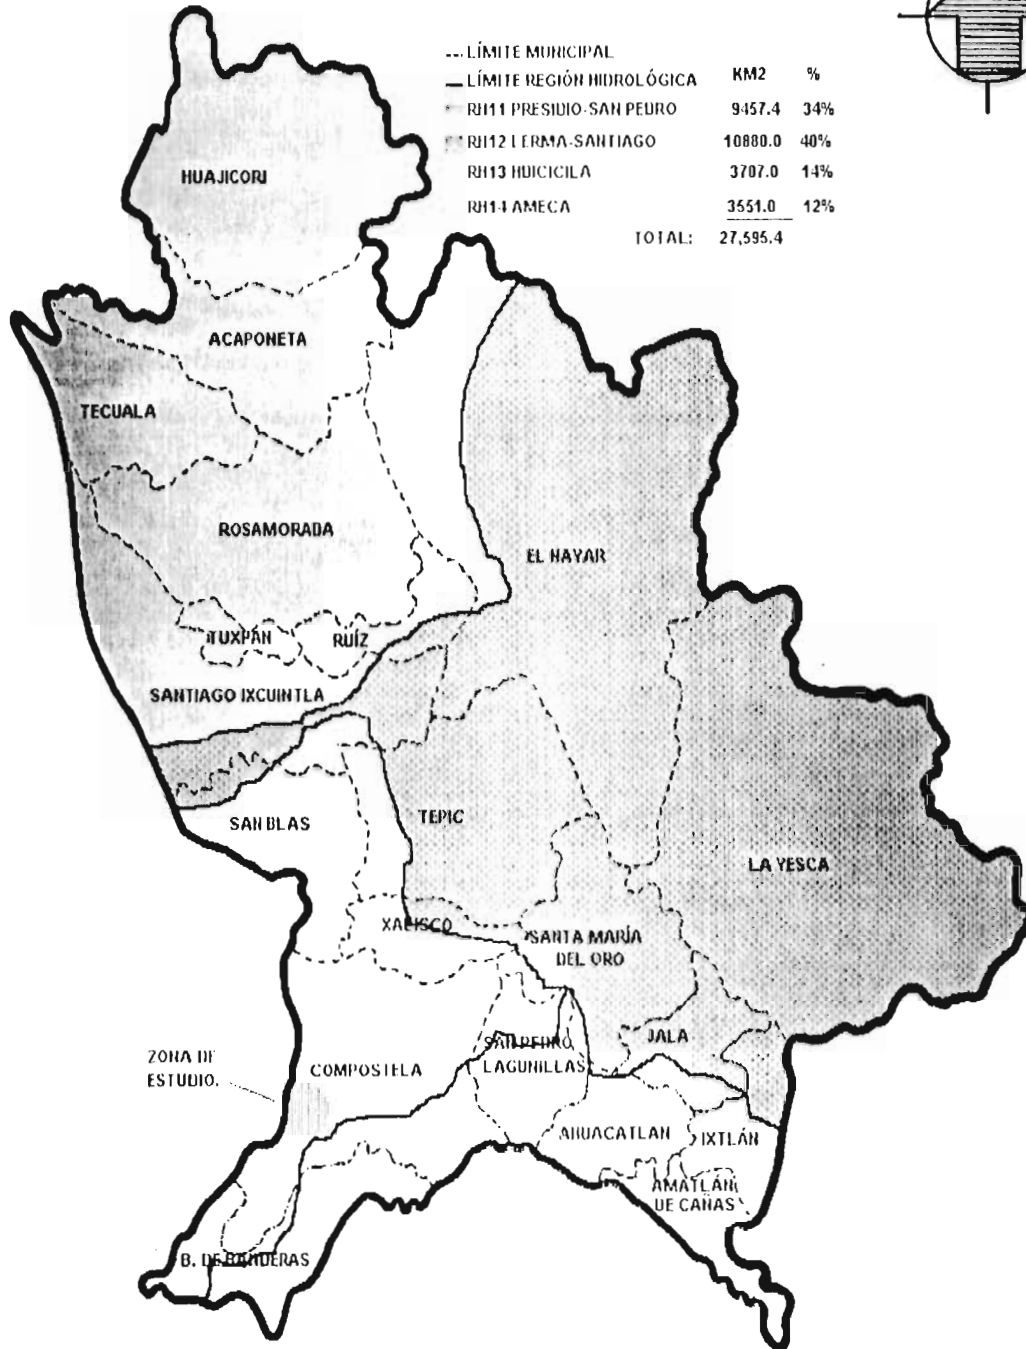 LÍMITE MUNICIPAL
LÍMITE REGIÓN HIDROLÓGICA KM2 %
RH11 PRESIDIO-SAN PEDRO 9457.4 34%
RH12 LERMA-SANTIAGO 10880.0 40%
RH13 HUICICILA 3707.0 14%
RH14 AMECA 3551.0 12%
TOTAL: 27,595.4
HUAJICORI
ACAPONETA
TECUALA
ROSAMORADA
EL NAYAR
TUXPAN
RUÍZ
SANTIAGO IXCUINTLA
SAN BLAS
TEPIC
LA YESCA
XALISCO
SANTA MARÍA
DEL ORO
SAN PEDRO
LAGUNILLAS
JALA
ZONA DE
ESTUDIO.
COMPOSTELA
AHUACATLAN
IXTLÁN
AMATLÁN
DE CAÑAS
B. DE BANDERAS